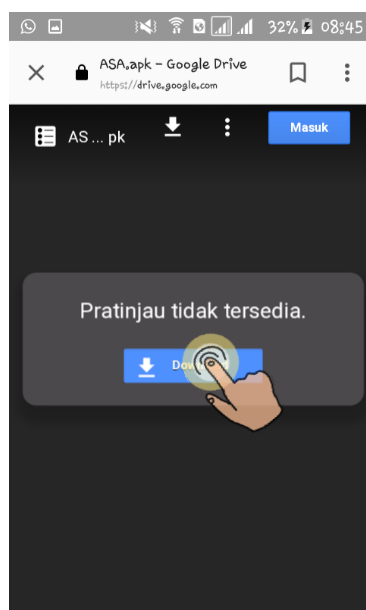 32% 08:45
ASA.apk – Google Drive
https://drive.google.com
AS ... pk
Masuk
Pratinjau tidak tersedia.